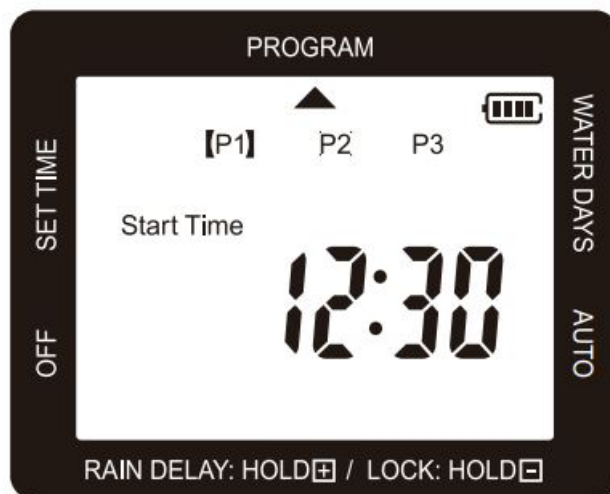 PROGRAM
【P1】 P2 P3
SET TIME
WATER DAYS
Start Time
12:30
OFF
AUTO
RAIN DELAY: HOLD⊞ / LOCK: HOLD⊟